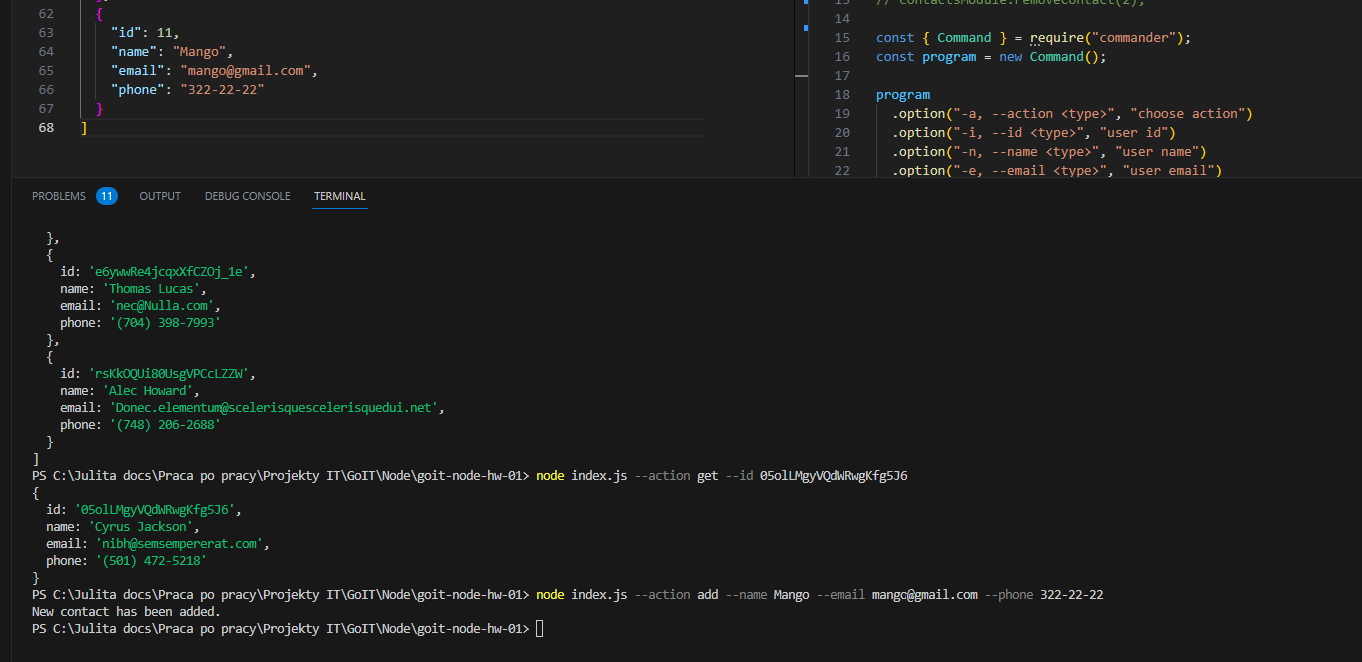 62 {
63 "id": 11,
64 "name": "Mango",
65 "email": "mango@gmail.com",
66 "phone": "322-22-22"
67 }
68 ]
14
15 const { Command } = require("commander");
16 const program = new Command();
17
18 program
19 .option("-a, --action <type>", "choose action")
20 .option("-i, --id <type>", "user id")
21 .option("-n, --name <type>", "user name")
22 .option("-e, --email <type>", "user email")
PROBLEMS 11 OUTPUT DEBUG CONSOLE TERMINAL
},
{
id: 'e6ywwRe4jcqxXfCZOj_1e',
name: 'Thomas Lucas',
email: 'nec@Nulla.com',
phone: '(704) 398-7993'
},
{
id: 'rsKkOQUi80UsgVPCcLZZW',
name: 'Alec Howard',
email: 'Donec.elementum@scelerisquescelerisquedui.net',
phone: '(748) 206-2688'
}
]
PS C:\Julita docs\Praca po pracy\Projekty IT\GoIT\Node\goit-node-hw-01> node index.js --action get --id 05olLMgyVQdWRwgKfg5J6
{
id: '05olLMgyVQdWRwgKfg5J6',
name: 'Cyrus Jackson',
email: 'nibh@semsempererat.com',
phone: '(501) 472-5218'
}
PS C:\Julita docs\Praca po pracy\Projekty IT\GoIT\Node\goit-node-hw-01> node index.js --action add --name Mango --email mango@gmail.com --phone 322-22-22
New contact has been added.
PS C:\Julita docs\Praca po pracy\Projekty IT\GoIT\Node\goit-node-hw-01>